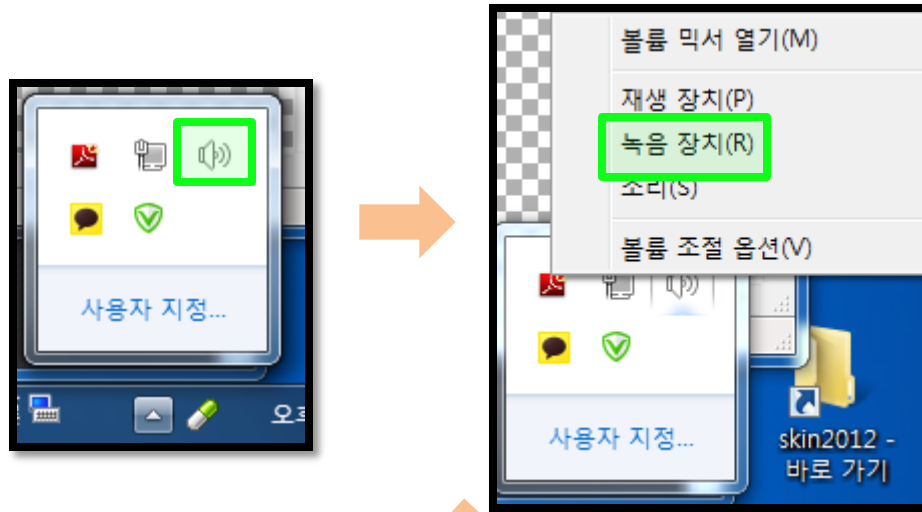 사용자 지정...
볼륨 믹서 열기(M)
재생 장치(P)
녹음 장치(R)
소리(S)
볼륨 조절 옵션(V)
사용자 지정...
skin2012 -
바로 가기